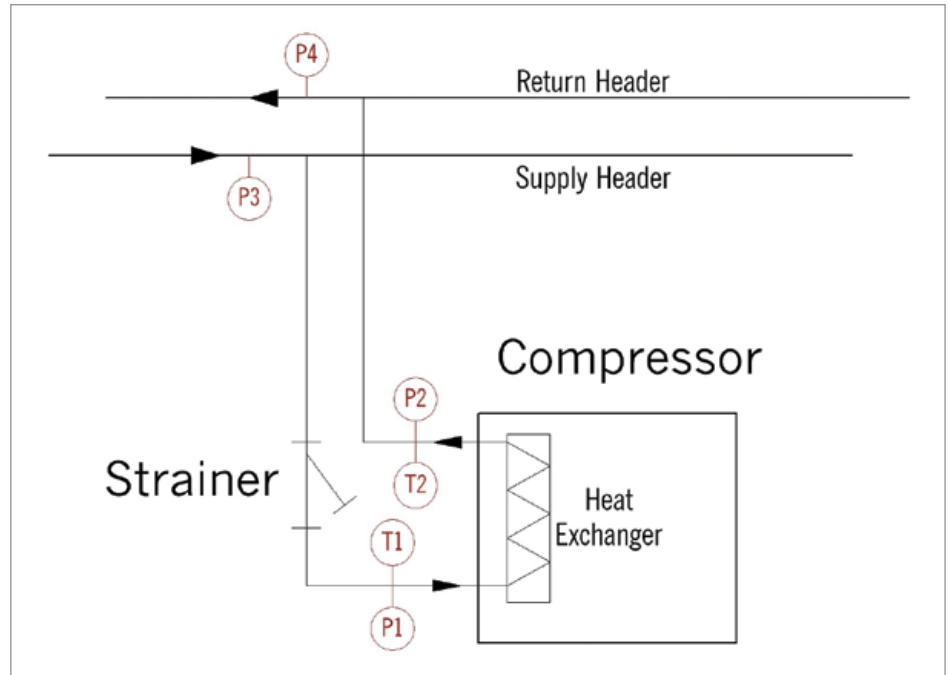 P4
Return Header
Supply Header
P3
Compressor
P2
Strainer
T2
Heat
Exchanger
T1
P1